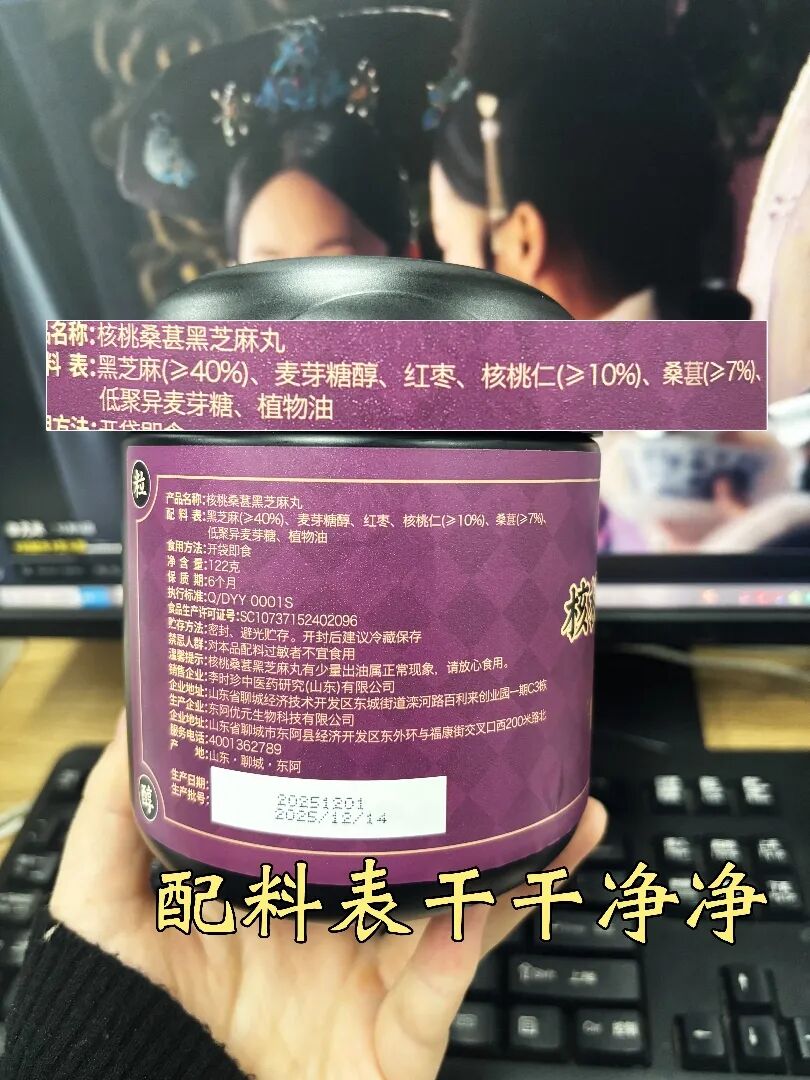 名称：核桃桑葚黑芝麻丸
料 表：黑芝麻(≥40%)、麦芽糖醇、红枣、核桃仁(≥10%)、桑葚(≥7%)、
低聚异麦芽糖、植物油
方法：开袋即食
粒
产品名称：核桃桑葚黑芝麻丸
配 料 表：黑芝麻(≥40%)、麦芽糖醇、红枣、核桃仁(≥10%)、桑葚(≥7%)、
低聚异麦芽糖、植物油
食用方法：开袋即食
净 含 量：122克
保 质 期：6个月
执行标准：Q/DYY 0001S
食品生产许可证号：SC10737152402096
贮存方法：密封、避光贮存。开封后建议冷藏保存
禁忌人群：对本品配料过敏者不宜食用
温馨提示：核桃桑葚黑芝麻丸有少量出油属正常现象，请放心食用。
销售企业：李时珍中医药研究(山东)有限公司
企业地址：山东省聊城经济技术开发区东城街道滦河路百利来创业园一期C3栋
生产企业：东阿优元生物科技有限公司
企业地址：山东省聊城市东阿县经济开发区东外环与福康街交叉口西200米路北
服务电话：4001362789
产 地：山东·聊城·东阿
生产日期：
生产批号：
20251201
2025/12/14
醇
核
配料表干干净净